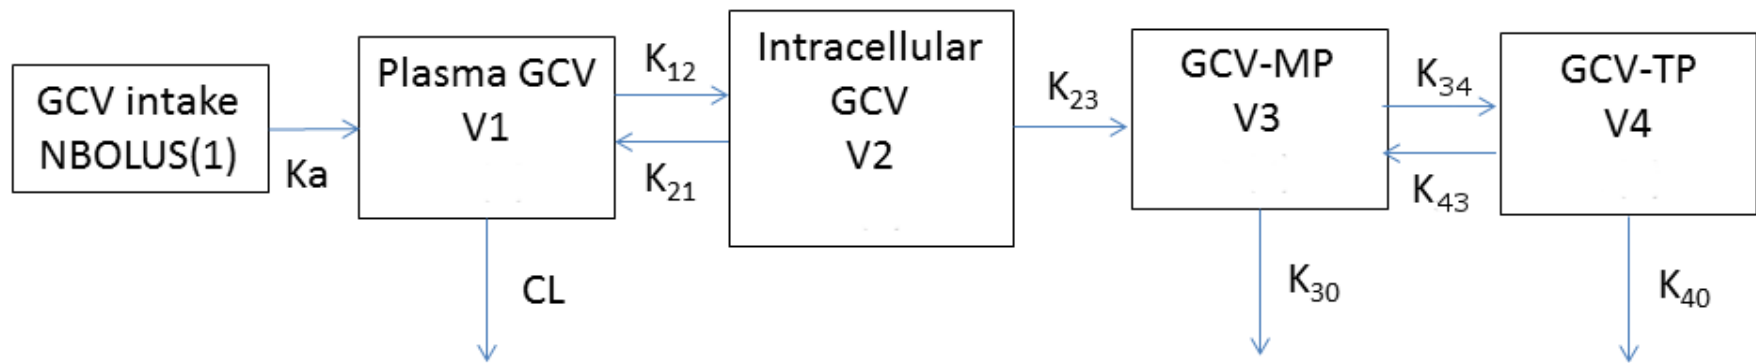 GCV intake
NBOLUS(1)
Ka
Plasma GCV
V1
CL
K12
K21
Intracellular
GCV
V2
K23
GCV-MP
V3
K30
K34
K43
GCV-TP
V4
K40